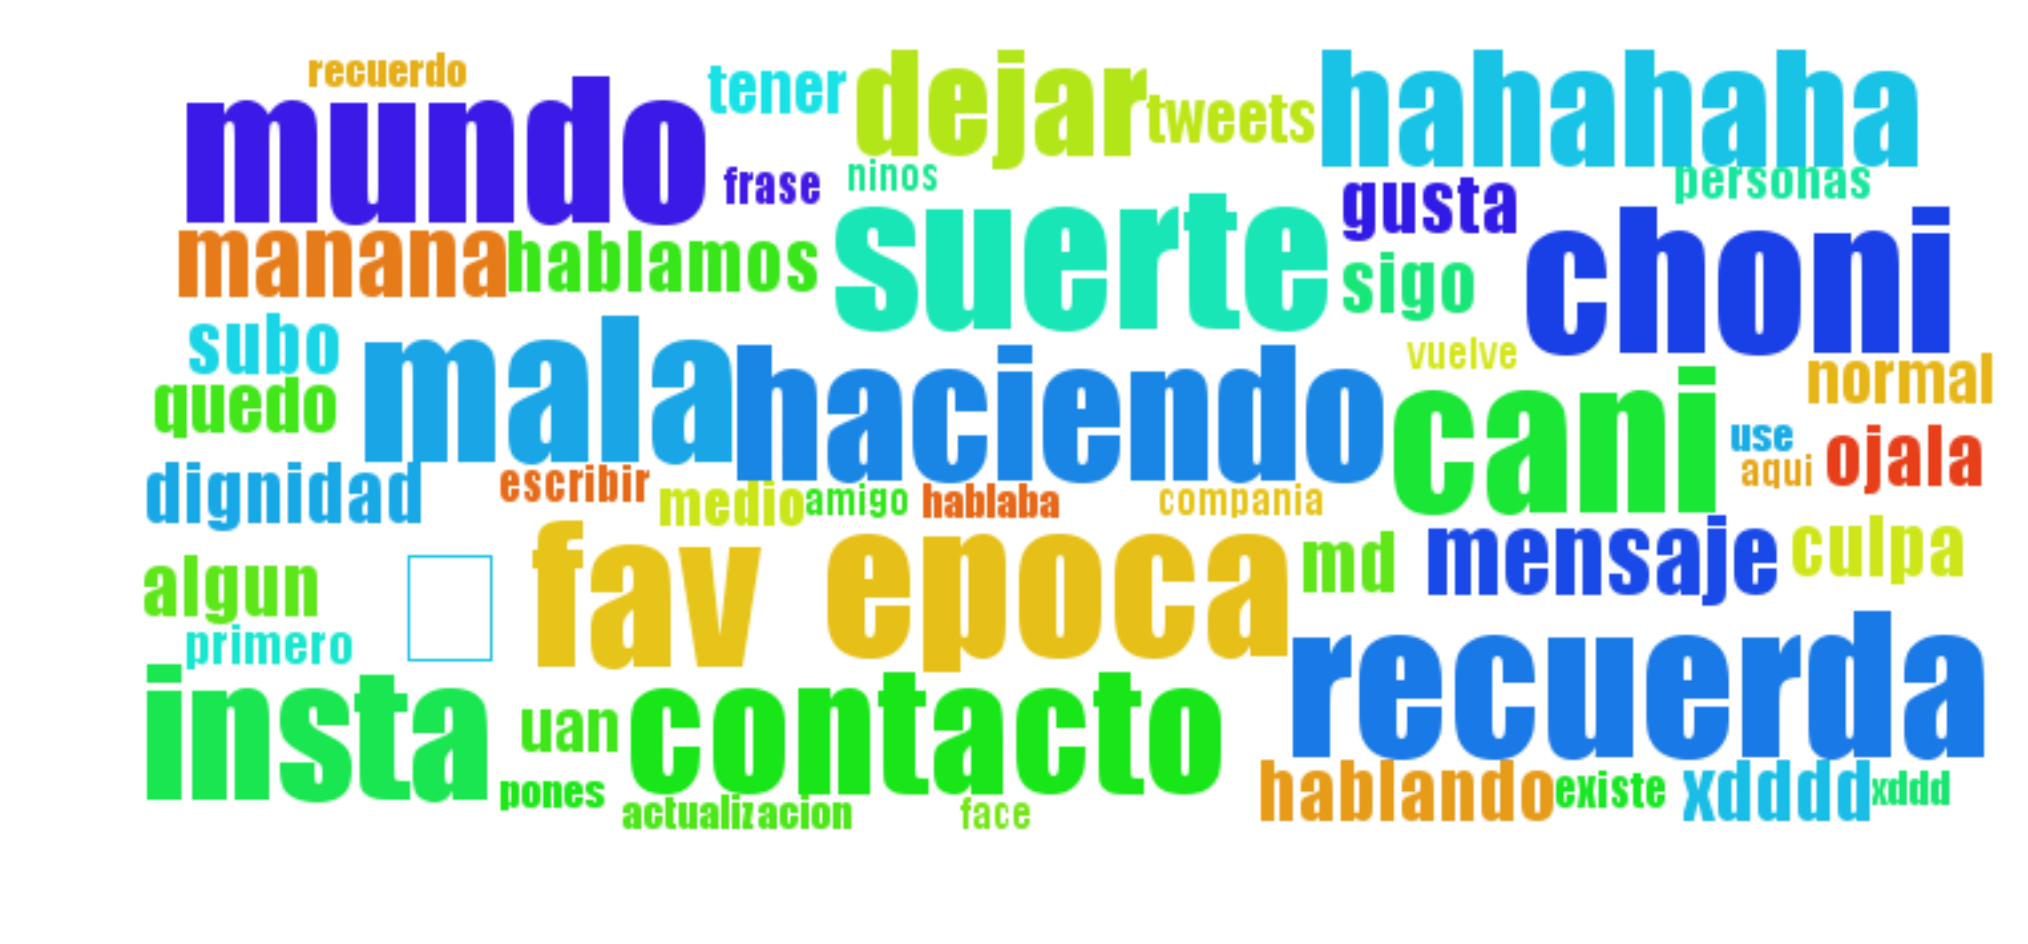 recuerdo
mundo
tener
dejar
tweets
hahahaha
frase
ninos
personas
gusta
manana
hablamos
suerte
sigo
choni
subo
mala
haciendo
vuelve
normal
quedo
cani
use
aqui
ojala
dignidad
escribir
medio
amigo
hablaba
compania
algun
fav
epoca
md
mensaje
culpa
primero
insta
uan
contacto
recuerda
pones
actualizacion
face
hablando
existe
xdddd
xddd